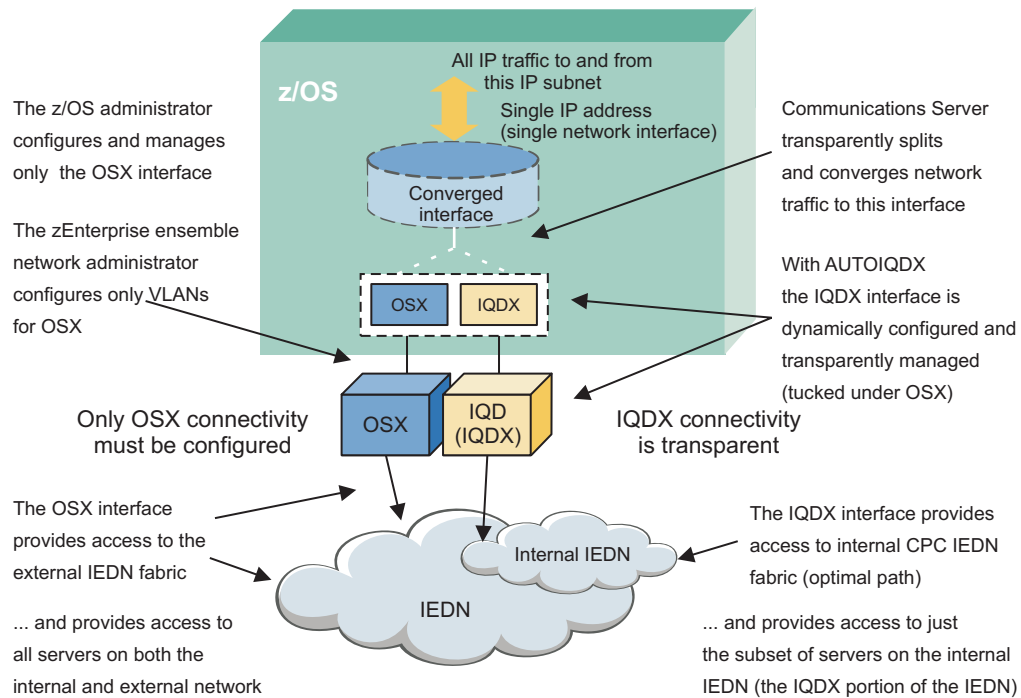 z/OS
All IP traffic to and from
this IP subnet
Single IP address
(single network interface)
Converged
interface
OSX
IQDX
The z/OS administrator
configures and manages
only the OSX interface
The zEnterprise ensemble
network administrator
configures only VLANs
for OSX
Communications Server
transparently splits
and converges network
traffic to this interface
With AUTOIQDX
the IQDX interface is
dynamically configured and
transparently managed
(tucked under OSX)
Only OSX connectivity
must be configured
OSX
IQD
(IQDX)
IQDX connectivity
is transparent
The OSX interface
provides access to the
external IEDN fabric
... and provides access to
all servers on both the
internal and external network
Internal IEDN
IEDN
The IQDX interface provides
access to internal CPC IEDN
fabric (optimal path)
... and provides access to just
the subset of servers on the internal
IEDN (the IQDX portion of the IEDN)